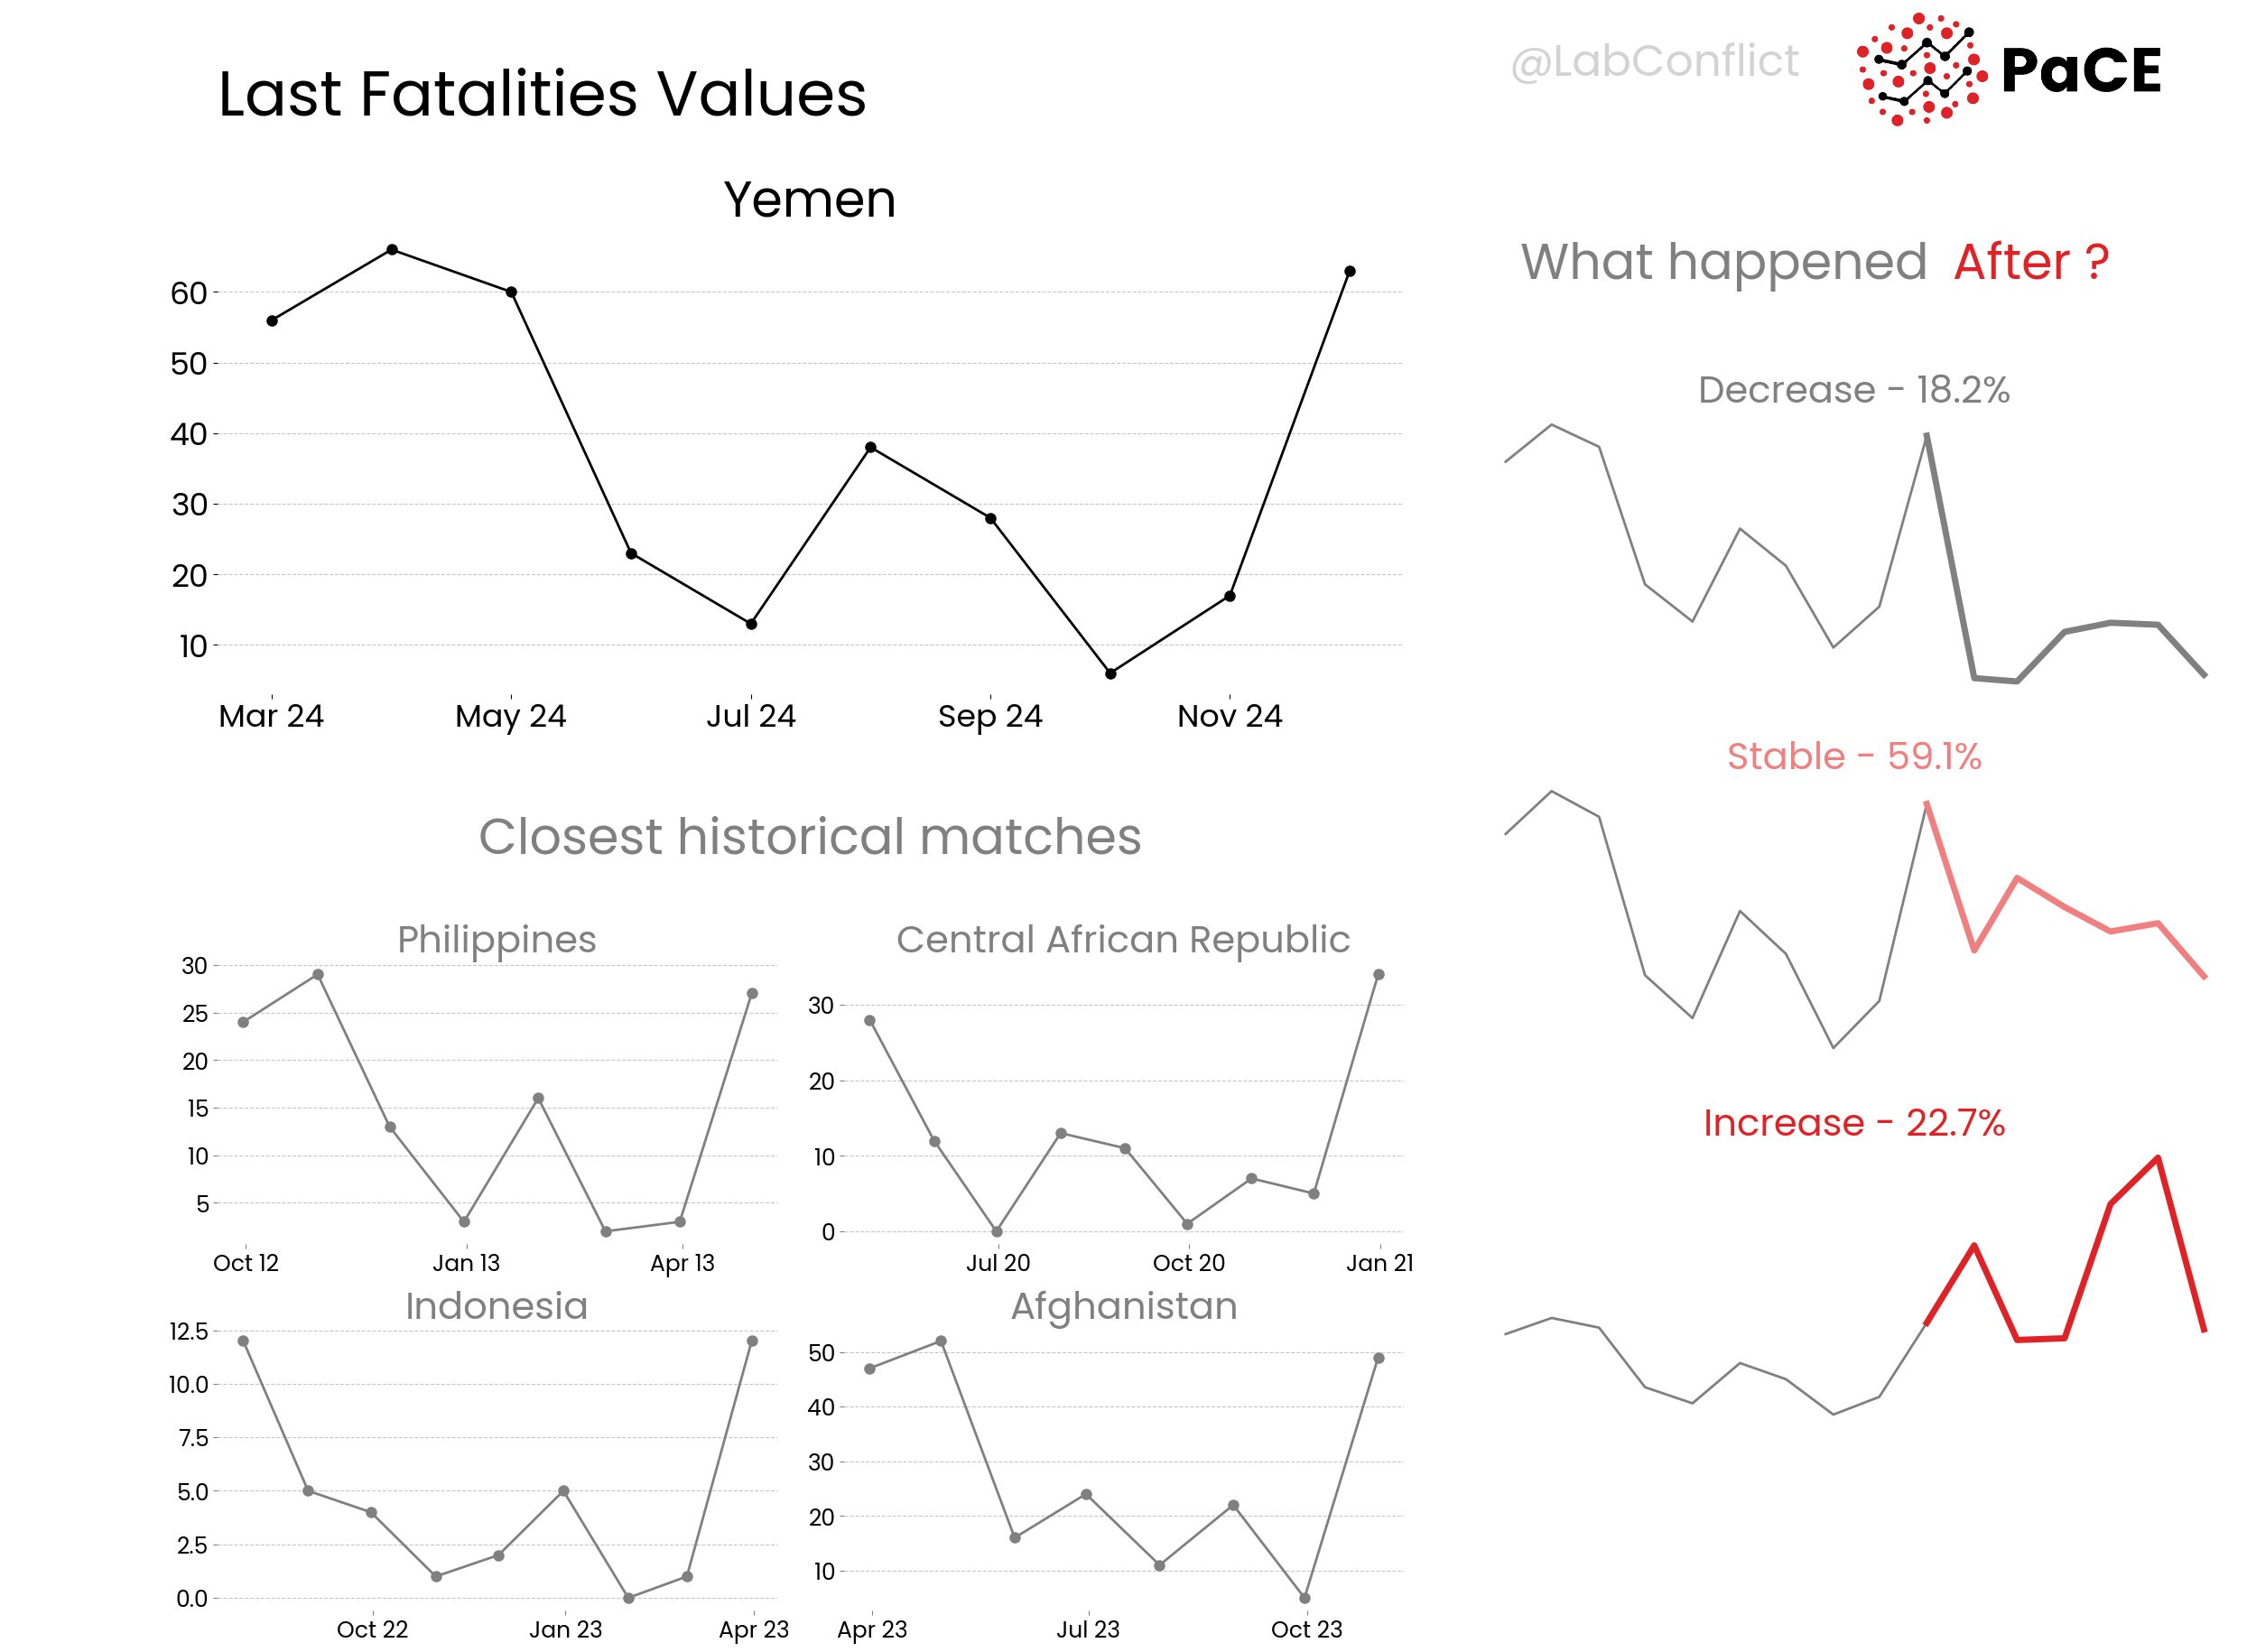 @LabConflict
PaCE
Last Fatalities Values
Yemen
60
50
40
30
20
10
Mar 24 May 24 Jul 24 Sep 24 Nov 24
What happened After ?
Decrease - 18.2%
Stable - 59.1%
Increase - 22.7%
Closest historical matches
Philippines
30
25
20
15
10
5
Oct 12 Jan 13 Apr 13
Central African Republic
30
20
10
0
Jul 20 Oct 20 Jan 21
Indonesia
12.5
10.0
7.5
5.0
2.5
0.0
Oct 22 Jan 23 Apr 23
Afghanistan
50
40
30
20
10
Apr 23 Jul 23 Oct 23